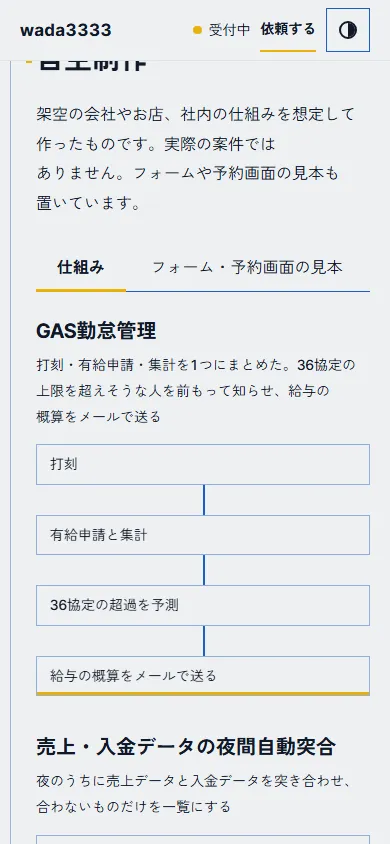 wada3333
受付中
依頼する
自主制作
架空の会社やお店、社内の仕組みを想定して
作ったものです。実際の案件では
ありません。フォームや予約画面の見本も
置いています。
仕組み
フォーム・予約画面の見本
GAS勤怠管理
打刻・有給申請・集計を1つにまとめた。36協定の
上限を超えそうな人を前もって知らせ、給与の
概算をメールで送る
打刻
有給申請と集計
36協定の超過を予測
給与の概算をメールで送る
売上・入金データの夜間自動突合
夜のうちに売上データと入金データを突き合わせ、
合わないものだけを一覧にする